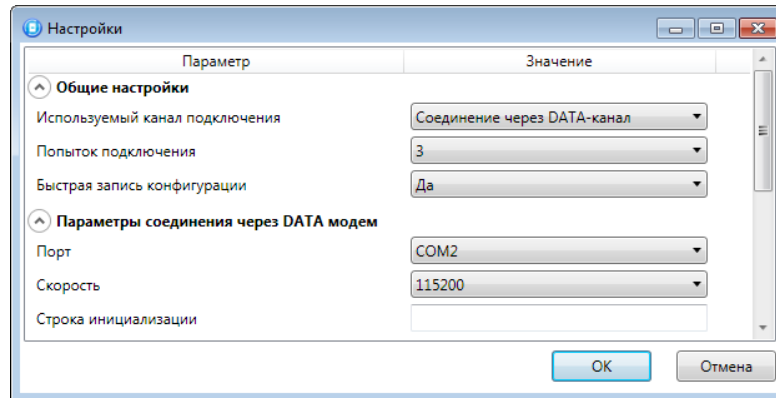 Настройки
Параметр Значение
Общие настройки
Используемый канал подключения Соединение через DATA-канал
Попыток подключения 3
Быстрая запись конфигурации Да
Параметры соединения через DATA модем
Порт COM2
Скорость 115200
Строка инициализации
OK Отмена